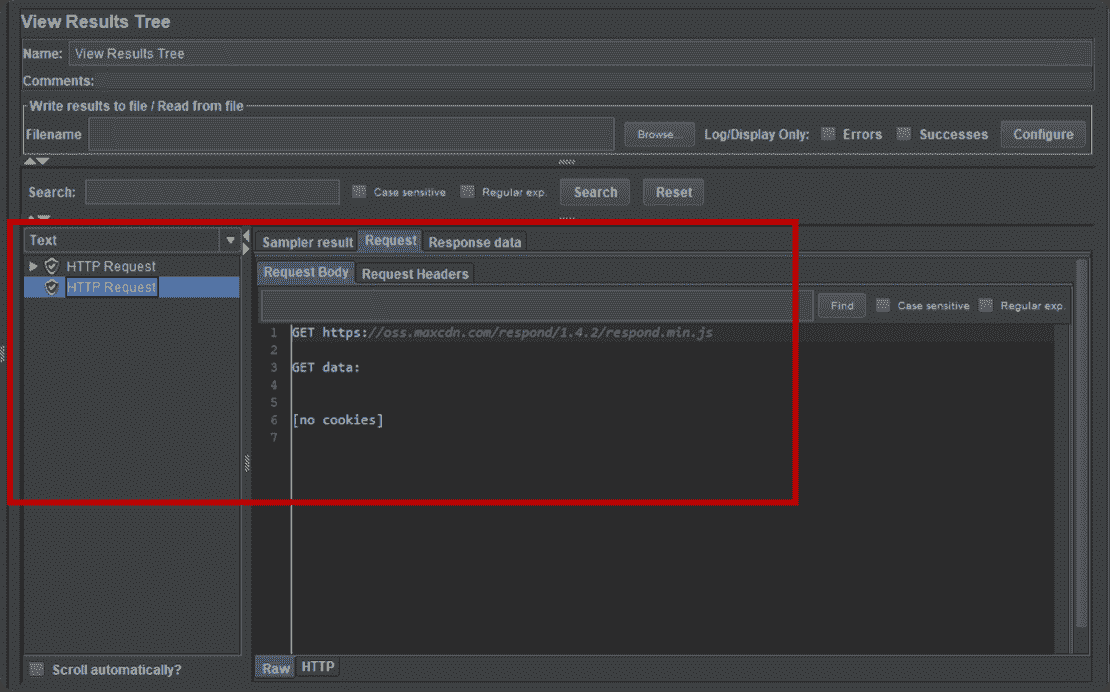 View Results Tree
Name: View Results Tree
Comments:
Write results to file / Read from file
Filename Browse... Log/Display Only: Errors Successes Configure
Search: Case sensitive Regular exp. Search Reset
Text Sampler result Request Response data
HTTP Request Request Body Request Headers
HTTP Request
Find Case sensitive Regular exp.
1 GET https://oss.maxcdn.com/respond/1.4.2/respond.min.js
2
3 GET data:
4
5
6 [no cookies]
7
Scroll automatically? Raw HTTP